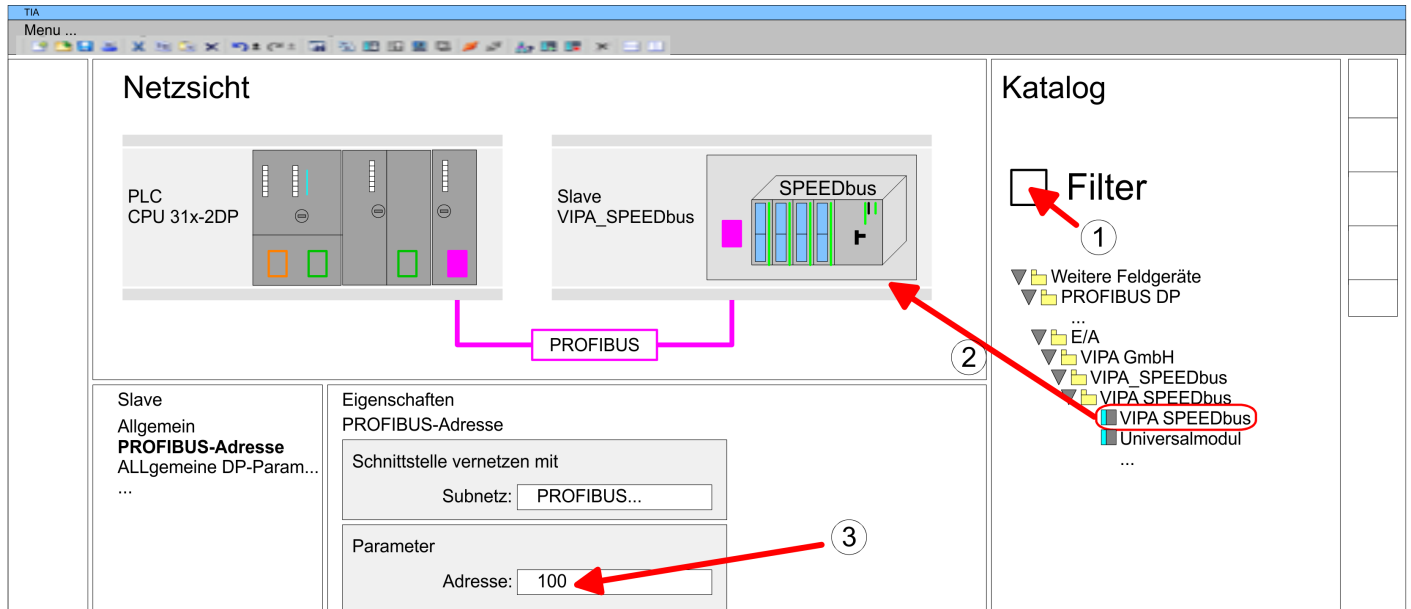 TIA
Menu ...
Netzsicht
PLC
CPU 31x-2DP
Slave
VIPA_SPEEDbus
SPEEDbus
PROFIBUS
Katalog
Filter
1
Weitere Feldgeräte
PROFIBUS DP
...
E/A
VIPA GmbH
VIPA_SPEEDbus
VIPA SPEEDbus
VIPA SPEEDbus
Universalmodul
...
2
Slave
Allgemein
PROFIBUS-Adresse
ALLgemeine DP-Param...
...
Eigenschaften
PROFIBUS-Adresse
Schnittstelle vernetzen mit
Subnetz: PROFIBUS...
Parameter
Adresse: 100
3